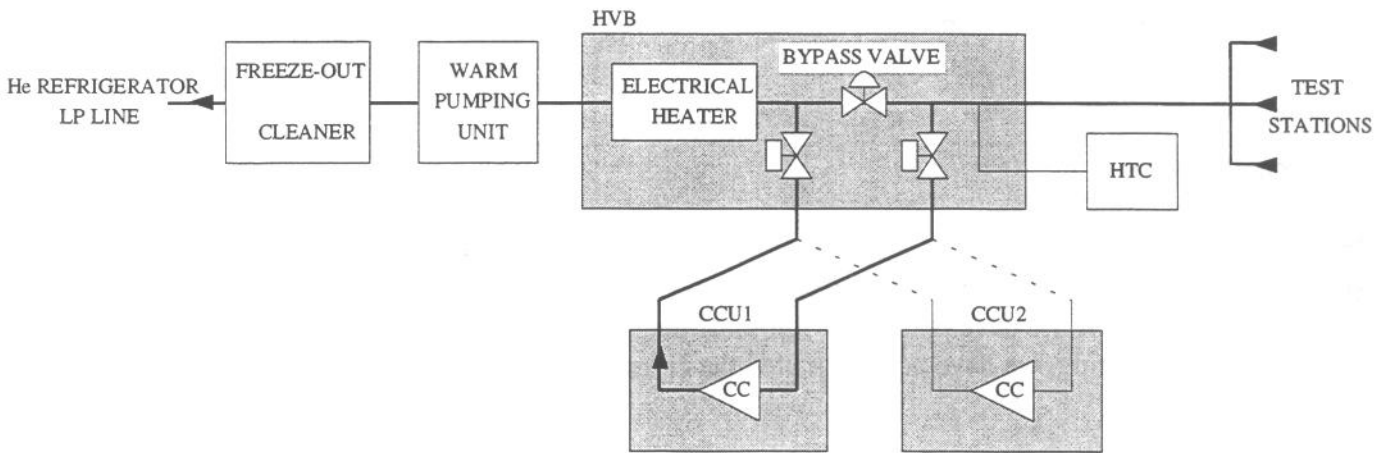 HVB
BYPASS VALVE
He REFRIGERATOR
LP LINE
FREEZE-OUT
CLEANER
WARM
PUMPING
UNIT
ELECTRICAL
HEATER
TEST
STATIONS
HTC
CCU1
CCU2
CC
CC